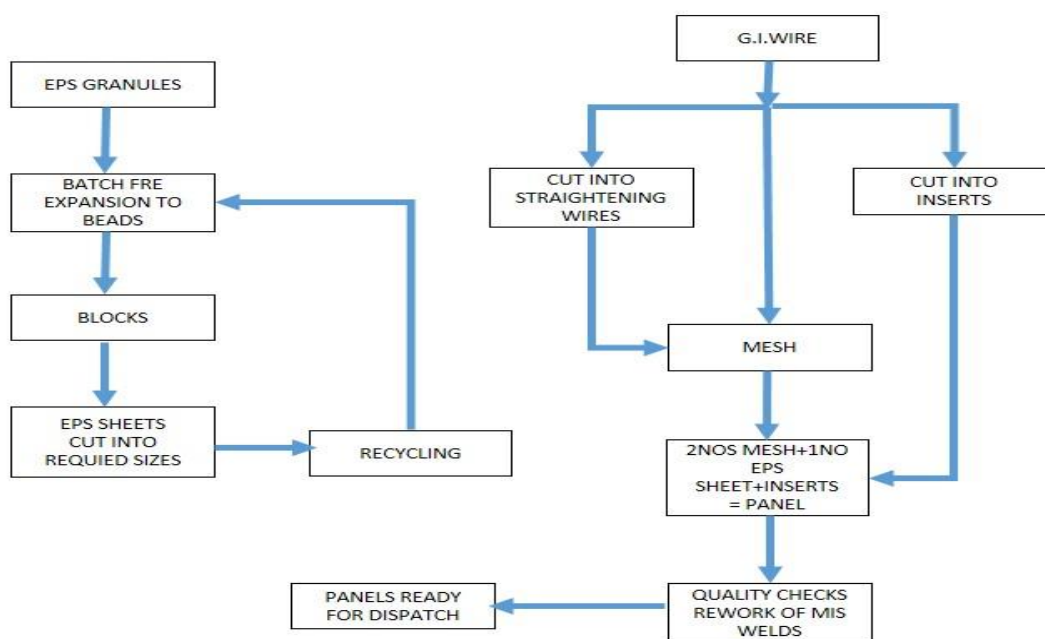 G.I.WIRE
EPS GRANULES
BATCH FRE
EXPANSION TO
BEADS
CUT INTO
STRAIGHTENING
WIRES
CUT INTO
INSERTS
BLOCKS
MESH
EPS SHEETS
CUT INTO
REQUIED SIZES
RECYCLING
2NOS MESH+1NO
EPS
SHEET+INSERTS
= PANEL
PANELS READY
FOR DISPATCH
QUALITY CHECKS
REWORK OF MIS
WELDS